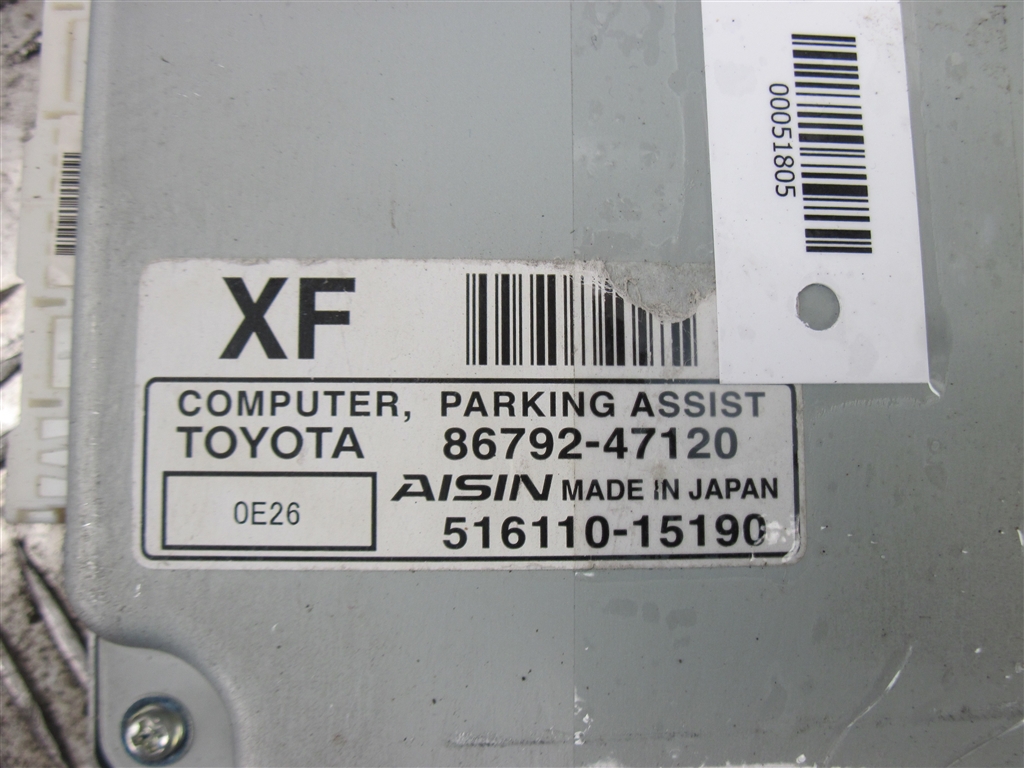 00051805
XF
COMPUTER, PARKING ASSIST
TOYOTA 86792-47120
0E26
AISIN MADE IN JAPAN
516110-15190